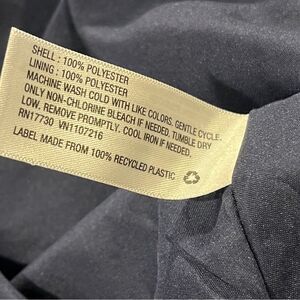 SHELL : 100% POLYESTER
LINING : 100% POLYESTER
MACHINE WASH COLD WITH LIKE COLORS. GENTLE CYCLE.
ONLY NON-CHLORINE BLEACH IF NEEDED. TUMBLE DRY
LOW. REMOVE PROMPTLY. COOL IRON IF NEEDED.
RN17730 VN1107216
LABEL MADE FROM 100% RECYCLED PLASTIC